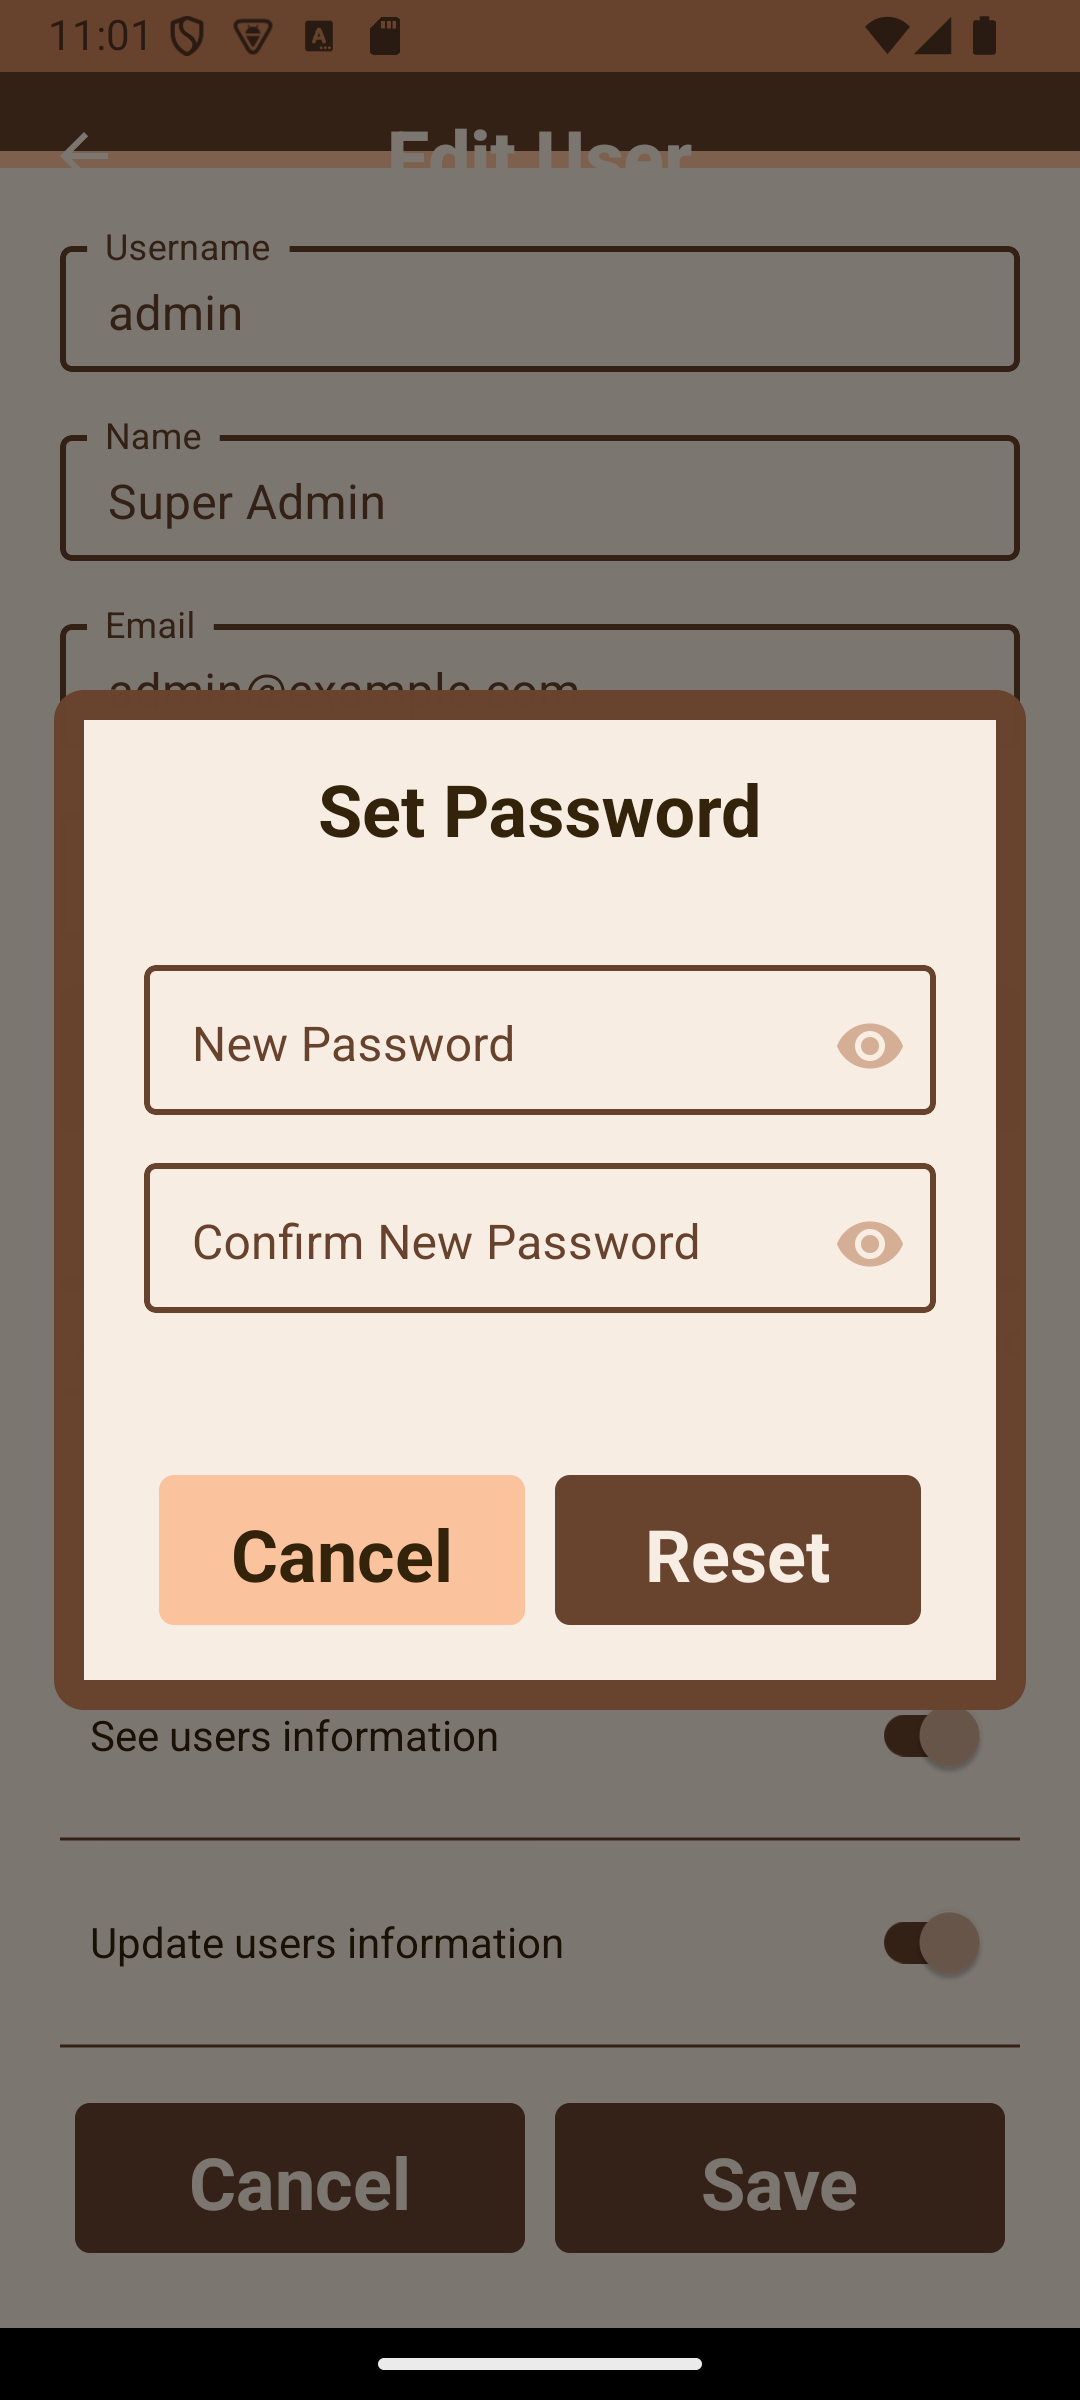 11:01
Edit User
Username
admin
Name
Super Admin
Email
admin@example.com
Set Password
New Password
Confirm New Password
Cancel
Reset
See users information
Update users information
Cancel
Save